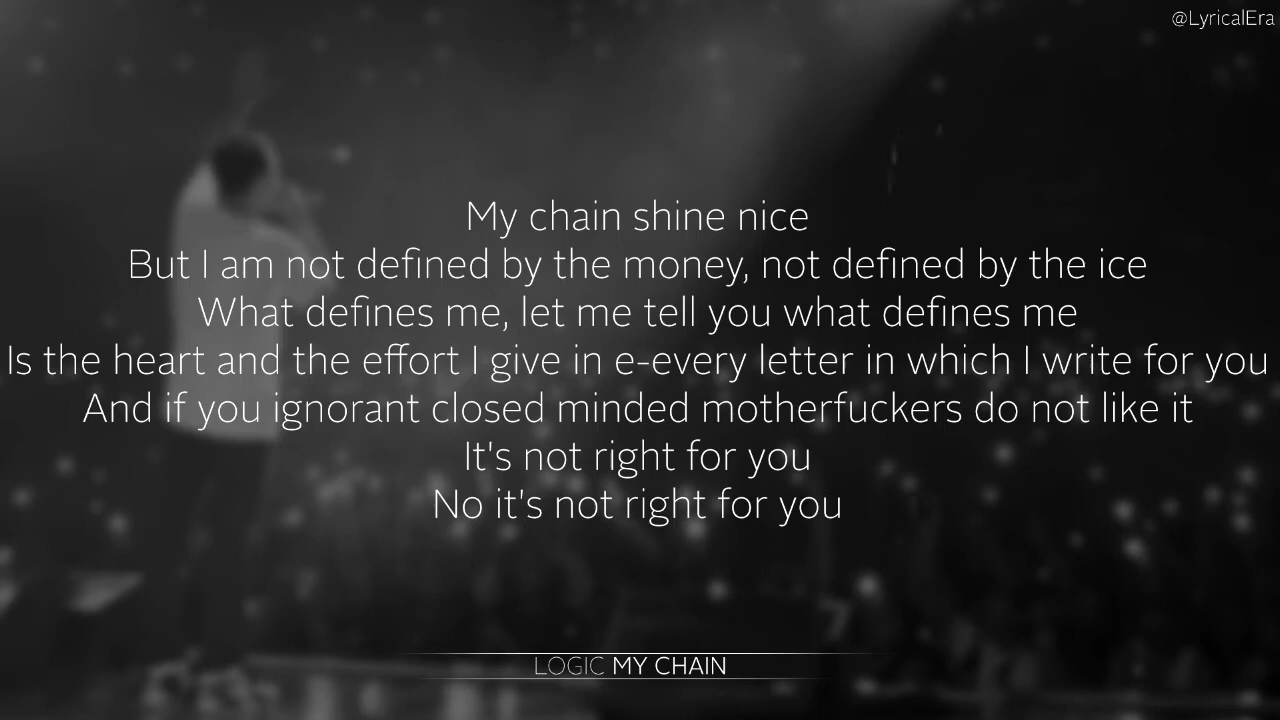 @LyricalEra
My chain shine nice
But I am not defined by the money, not defined by the ice
What defines me, let me tell you what defines me
Is the heart and the effort I give in e-every letter in which I write for you
And if you ignorant closed minded motherfuckers do not like it
It's not right for you
No it's not right for you
LOGIC MY CHAIN